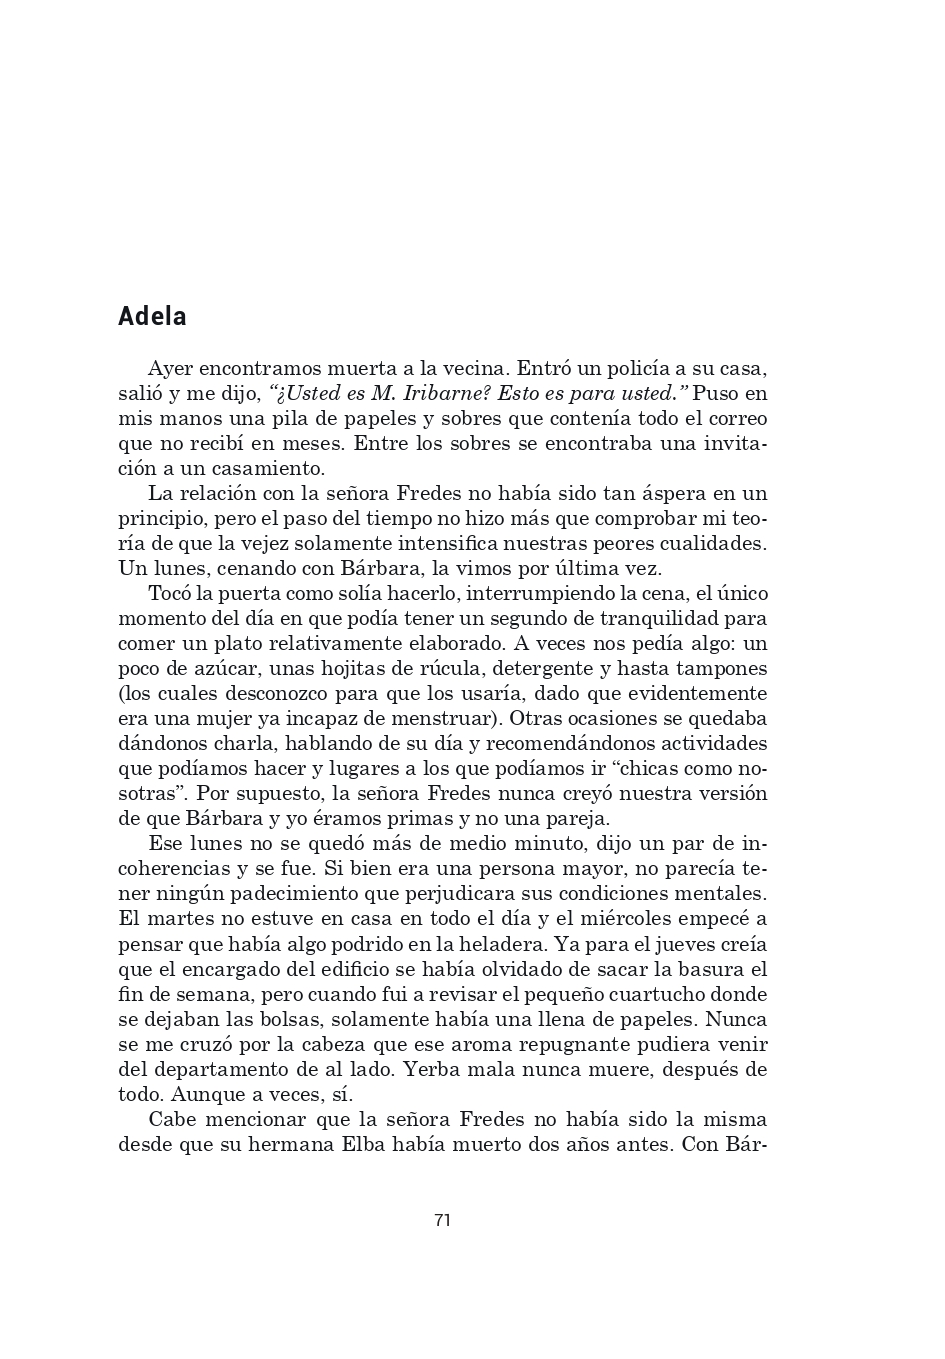 Adela
Ayer encontramos muerta a la vecina. Entró un policía a su casa,
salió y me dijo, “¿Usted es M. Iribarne? Esto es para usted.” Puso en
mis manos una pila de papeles y sobres que contenía todo el correo
que no recibí en meses. Entre los sobres se encontraba una invita-
ción a un casamiento.
La relación con la señora Fredes no había sido tan áspera en un
principio, pero el paso del tiempo no hizo más que comprobar mi teo-
ría de que la vejez solamente intensifica nuestras peores cualidades.
Un lunes, cenando con Bárbara, la vimos por última vez.
Tocó la puerta como solía hacerlo, interrumpiendo la cena, el único
momento del día en que podía tener un segundo de tranquilidad para
comer un plato relativamente elaborado. A veces nos pedía algo: un
poco de azúcar, unas hojitas de rúcula, detergente y hasta tampones
(los cuales desconozco para que los usaría, dado que evidentemente
era una mujer ya incapaz de menstruar). Otras ocasiones se quedaba
dándonos charla, hablando de su día y recomendándonos actividades
que podíamos hacer y lugares a los que podíamos ir “chicas como no-
sotras”. Por supuesto, la señora Fredes nunca creyó nuestra versión
de que Bárbara y yo éramos primas y no una pareja.
Ese lunes no se quedó más de medio minuto, dijo un par de in-
coherencias y se fue. Si bien era una persona mayor, no parecía te-
ner ningún padecimiento que perjudicara sus condiciones mentales.
El martes no estuve en casa en todo el día y el miércoles empecé a
pensar que había algo podrido en la heladera. Ya para el jueves creía
que el encargado del edificio se había olvidado de sacar la basura el
fin de semana, pero cuando fui a revisar el pequeño cuartucho donde
se dejaban las bolsas, solamente había una llena de papeles. Nunca
se me cruzó por la cabeza que ese aroma repugnante pudiera venir
del departamento de al lado. Yerba mala nunca muere, después de
todo. Aunque a veces, sí.
Cabe mencionar que la señora Fredes no había sido la misma
desde que su hermana Elba había muerto dos años antes. Con Bár-
71